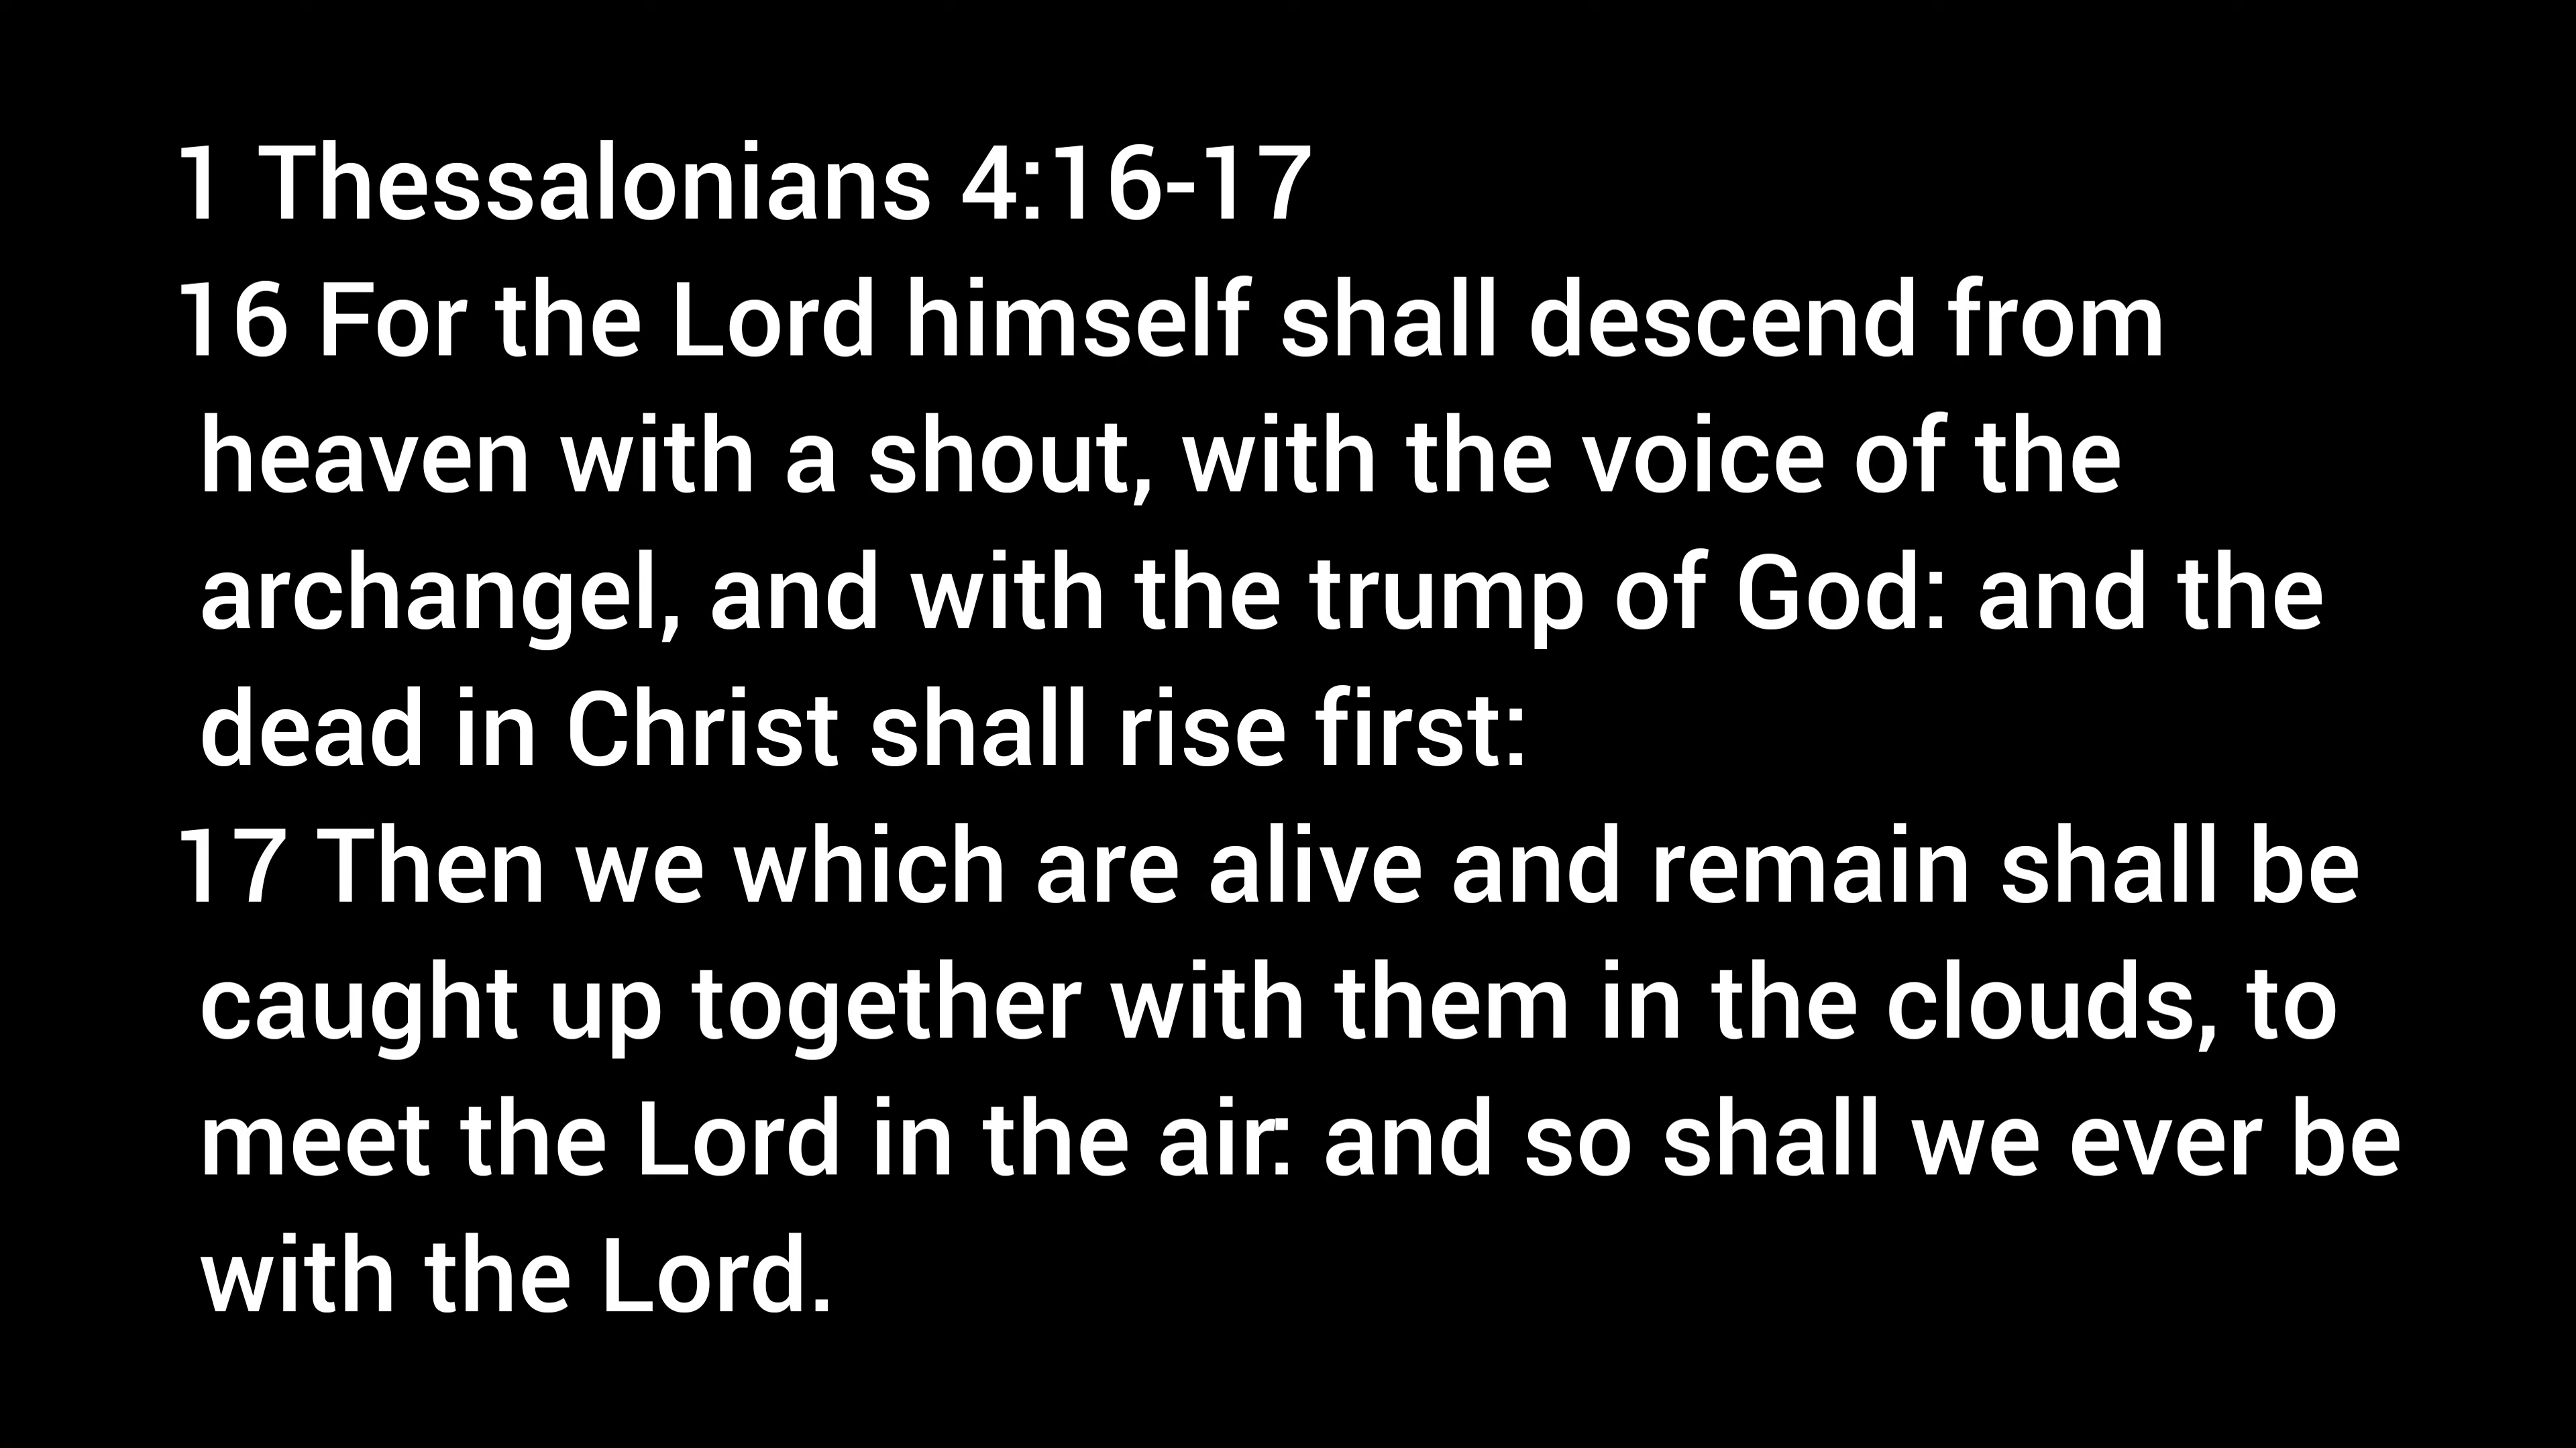 1 Thessalonians 4:16-17
16 For the Lord himself shall descend from
heaven with a shout, with the voice of the
archangel, and with the trump of God: and the
dead in Christ shall rise first:
17 Then we which are alive and remain shall be
caught up together with them in the clouds, to
meet the Lord in the air: and so shall we ever be
with the Lord.